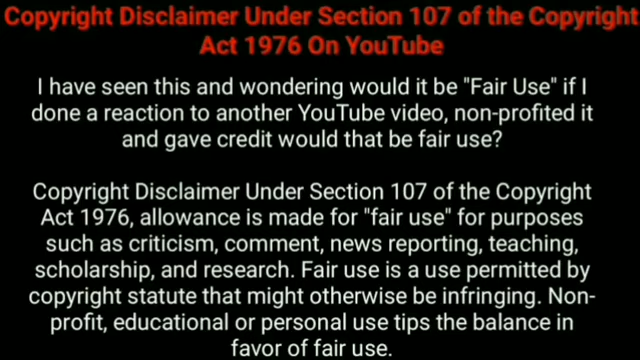 Copyright Disclaimer Under Section 107 of the Copyright
Act 1976 On YouTube
I have seen this and wondering would it be "Fair Use" if I
done a reaction to another YouTube video, non-profited it
and gave credit would that be fair use?
Copyright Disclaimer Under Section 107 of the Copyright
Act 1976, allowance is made for "fair use" for purposes
such as criticism, comment, news reporting, teaching,
scholarship, and research. Fair use is a use permitted by
copyright statute that might otherwise be infringing. Non-
profit, educational or personal use tips the balance in
favor of fair use.